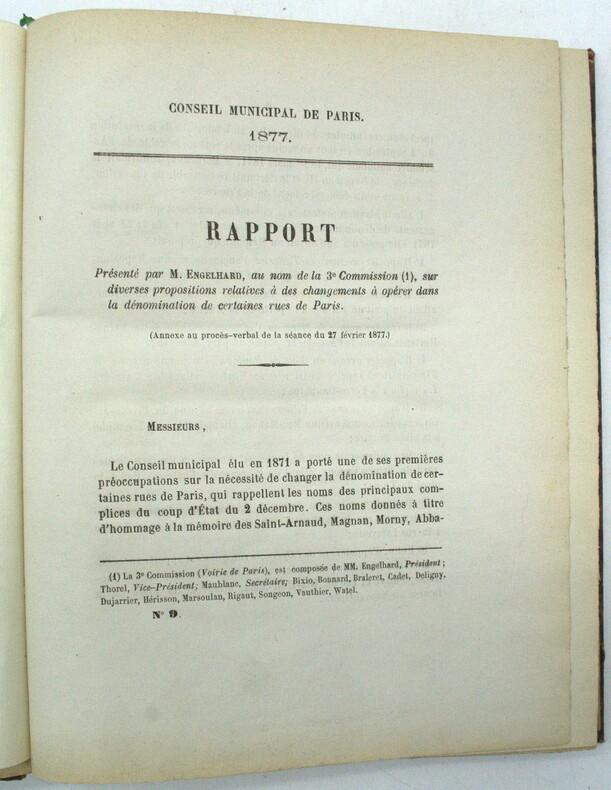 CONSEIL MUNICIPAL DE PARIS.
1877.
RAPPORT
Présenté par M. ENGELHARD, au nom de la 3e Commission (1), sur
diverses propositions relatives à des changements à opérer dans
la dénomination de certaines rues de Paris.
(Annexe au procès-verbal de la séance du 27 février 1877.)
MESSIEURS,
Le Conseil municipal élu en 1871 a porté une de ses premières
préoccupations sur la nécessité de changer la dénomination de cer-
taines rues de Paris, qui rappellent les noms des principaux com-
plices du coup d'État du 2 décembre. Ces noms donnés à titre
d'hommage à la mémoire des Saint-Arnaud, Magnan, Morny, Abba-
(1) La 3e Commission (Voirie de Paris), est composée de MM. Engelhard, Président;
Thorel, Vice-Président; Maublanc, Secrétaire; Bixio, Bonnard, Braleret, Cadet, Deligny,
Dujarrier, Hérisson, Marsoulan, Rigaut, Songeon, Vauthier, Watel.
N° 9.